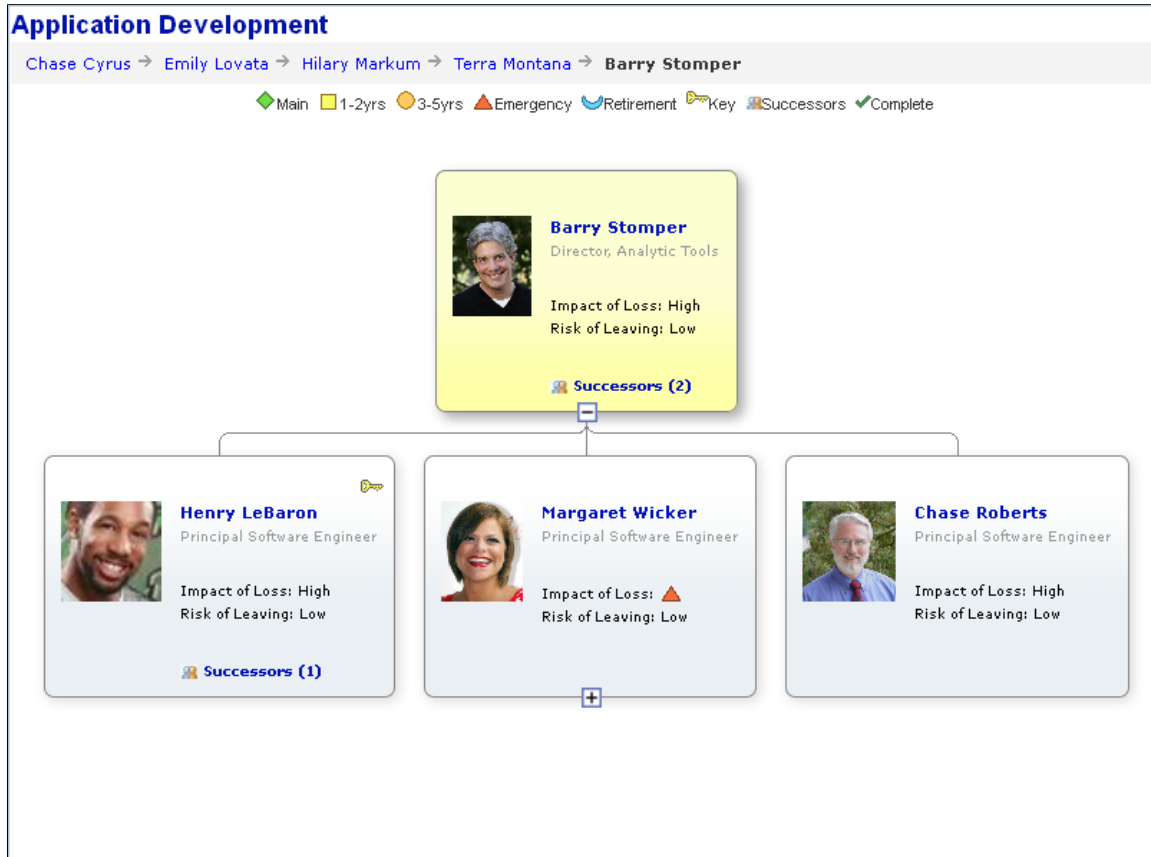 Application Development
Chase Cyrus → Emily Lovata → Hilary Markum → Terra Montana → Barry Stomper
Main 1-2yrs 3-5yrs Emergency Retirement Key Successors Complete
Barry Stomper
Director, Analytic Tools
Impact of Loss: High
Risk of Leaving: Low
Successors (2)
Henry LeBaron
Principal Software Engineer
Impact of Loss: High
Risk of Leaving: Low
Successors (1)
Margaret Wicker
Principal Software Engineer
Impact of Loss:
Risk of Leaving: Low
Chase Roberts
Principal Software Engineer
Impact of Loss: High
Risk of Leaving: Low